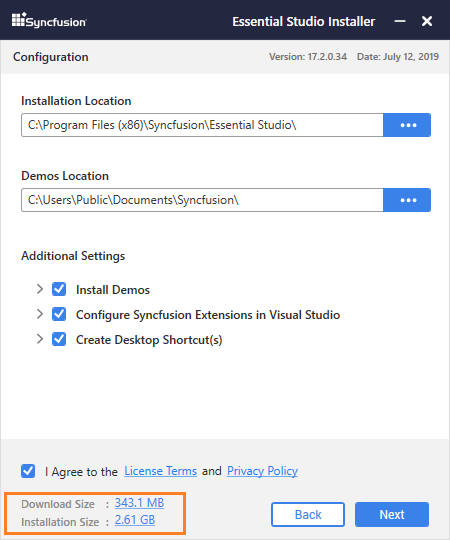 Syncfusion Essential Studio Installer
Configuration Version: 17.2.0.34 Date: July 12, 2019
Installation Location
C:\Program Files (x86)\Syncfusion\Essential Studio\
Demos Location
C:\Users\Public\Documents\Syncfusion\
Additional Settings
Install Demos
Configure Syncfusion Extensions in Visual Studio
Create Desktop Shortcut(s)
I Agree to the License Terms and Privacy Policy
Download Size : 343.1 MB
Installation Size : 2.61 GB
Back Next